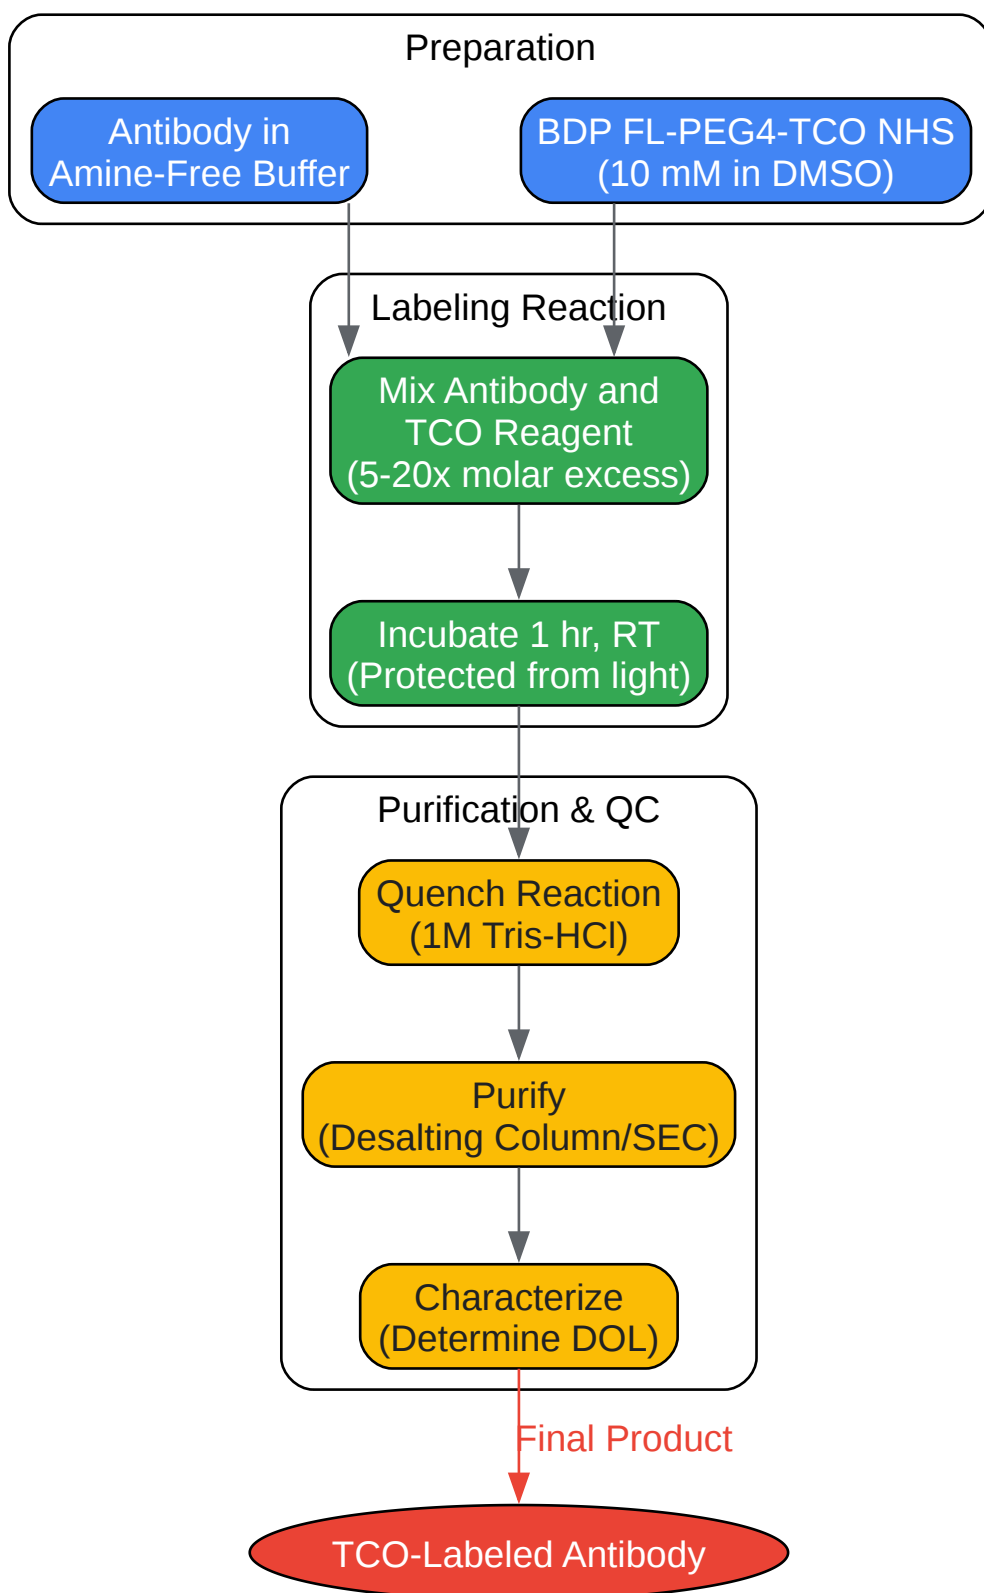 Preparation
Antibody in
Amine-Free Buffer
BDP FL-PEG4-TCO NHS
(10 mM in DMSO)
Labeling Reaction
Mix Antibody and
TCO Reagent
(5-20x molar excess)
Incubate 1 hr, RT
(Protected from light)
Purification & QC
Quench Reaction
(1M Tris-HCl)
Purify
(Desalting Column/SEC)
Characterize
(Determine DOL)
Final Product
TCO-Labeled Antibody